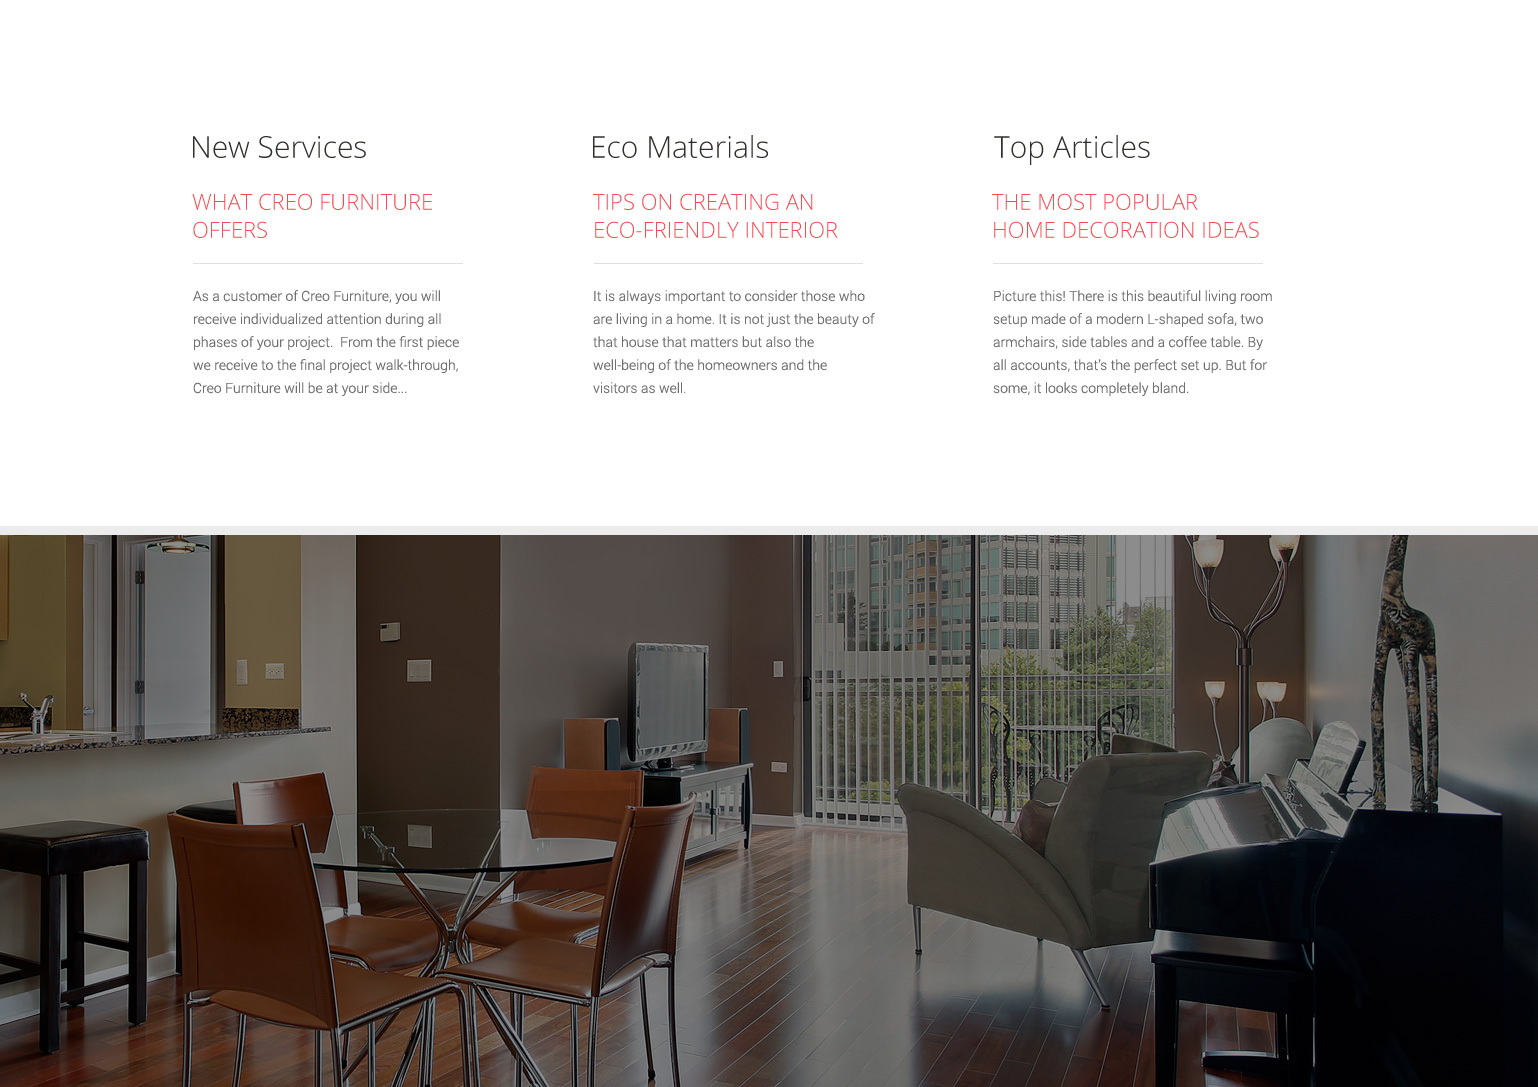 New Services
WHAT CREO FURNITURE
OFFERS
As a customer of Creo Furniture, you will
receive individualized attention during all
phases of your project.  From the first piece
we receive to the final project walk-through,
Creo Furniture will be at your side...
Eco Materials
TIPS ON CREATING AN
ECO-FRIENDLY INTERIOR
It is always important to consider those who
are living in a home. It is not just the beauty of
that house that matters but also the
well-being of the homeowners and the
visitors as well.
Top Articles
THE MOST POPULAR
HOME DECORATION IDEAS
Picture this! There is this beautiful living room
setup made of a modern L-shaped sofa, two
armchairs, side tables and a coffee table. By
all accounts, that's the perfect set up. But for
some, it looks completely bland.